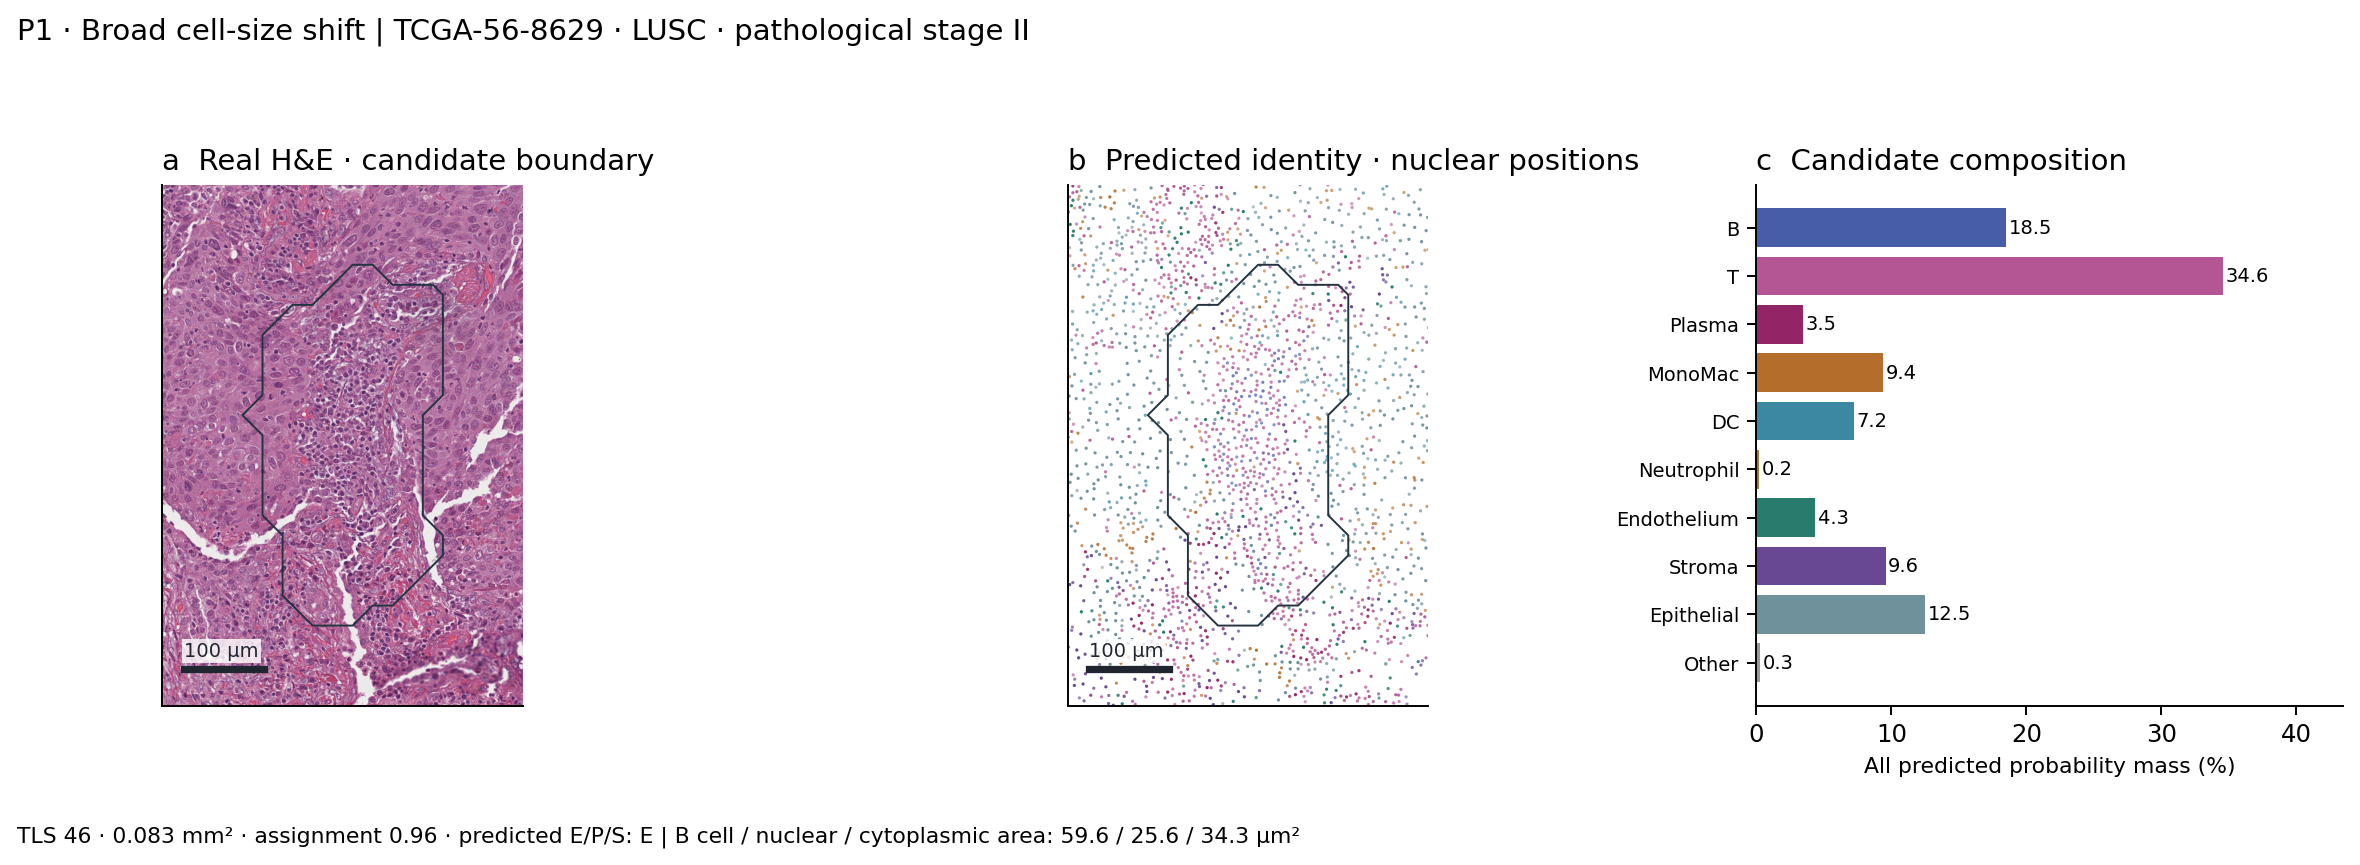 P1 · Broad cell-size shift | TCGA-56-8629 · LUSC · pathological stage II
a Real H&E · candidate boundary
100 µm
b Predicted identity · nuclear positions
100 µm
c Candidate composition
B 18.5
T 34.6
Plasma 3.5
MonoMac 9.4
DC 7.2
Neutrophil 0.2
Endothelium 4.3
Stroma 9.6
Epithelial 12.5
Other 0.3
0 10 20 30 40
All predicted probability mass (%)
TLS 46 · 0.083 mm² · assignment 0.96 · predicted E/P/S: E | B cell / nuclear / cytoplasmic area: 59.6 / 25.6 / 34.3 µm²